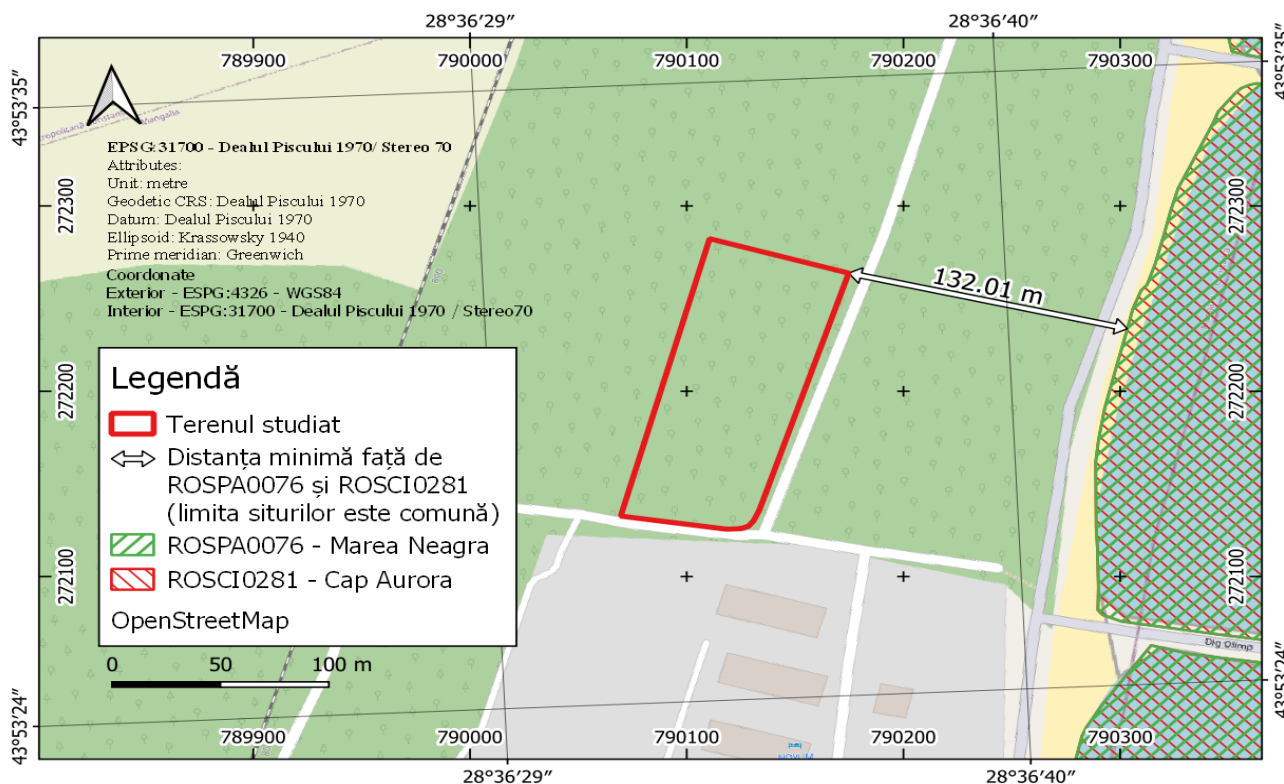 28°36′29″ 28°36′40″
789900 790000 790100 790200 790300
43°53′35″ 43°53′35″
Mangalia
EPSG:31700 - Dealul Piscului 1970/ Stereo 70
Attributes:
Unit: metre
Geodetic CRS: Dealul Piscului 1970
Datum: Dealul Piscului 1970
Ellipsoid: Krassowsky 1940
Prime meridian: Greenwich
Coordonate
Exterior - ESPG:4326 - WGS84
Interior - ESPG:31700 - Dealul Piscului 1970 / Stereo70
272300 272300
800
132.01 m
272200 272200
Legendă
Terenul studiat
Distanța minimă față de
ROSPA0076 și ROSCI0281
(limita siturilor este comună)
ROSPA0076 - Marea Neagra
ROSCI0281 - Cap Aurora
OpenStreetMap
272100 272100
Dig Olimp
0 50 100 m
43°53′24″ 43°53′24″
789900 790000 790100 790200 790300
28°36′29″ 28°36′40″